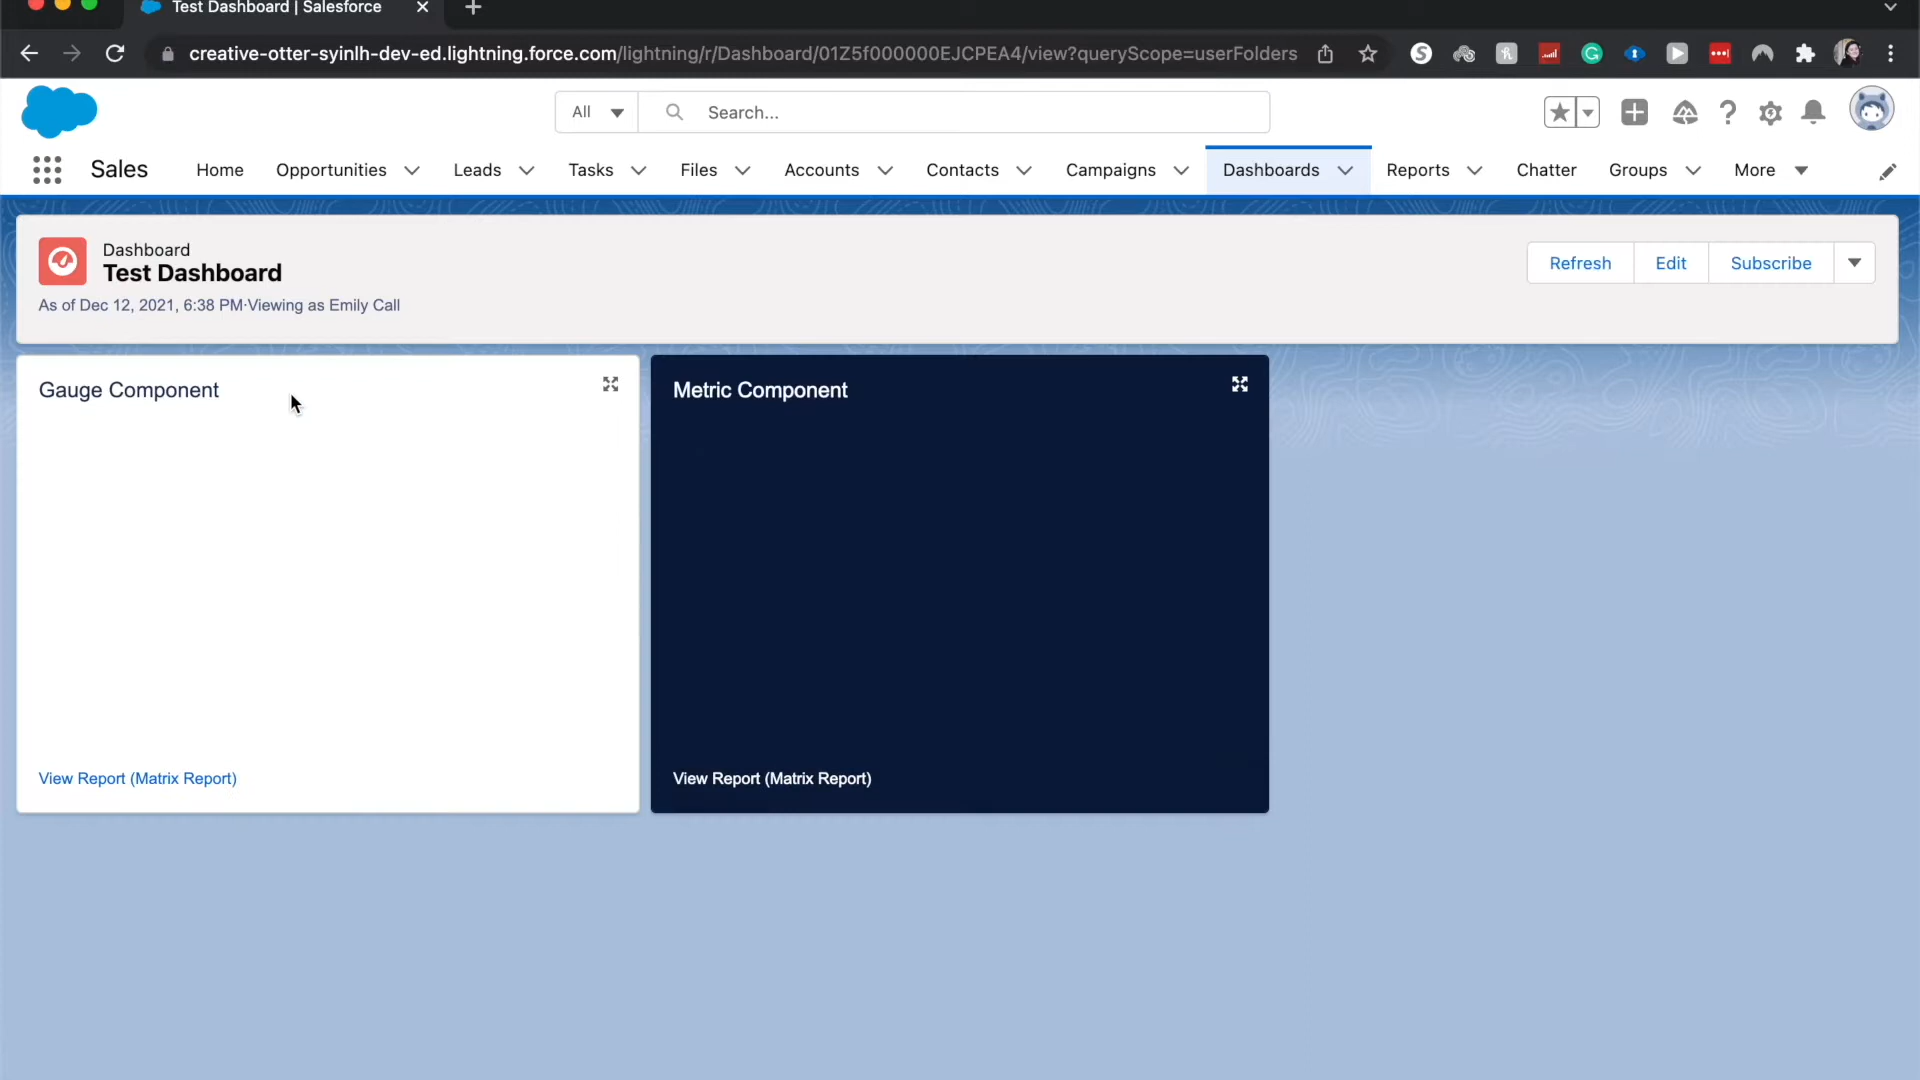 Test Dashboard | Salesforce
creative-otter-syinlh-dev-ed.lightning.force.com/lightning/r/Dashboard/01Z5f000000EJCPEA4/view?queryScope=userFolders
All Search...
Sales Home Opportunities Leads Tasks Files Accounts Contacts Campaigns Dashboards Reports Chatter Groups More
Dashboard
Test Dashboard
As of Dec 12, 2021, 6:38 PM·Viewing as Emily Call
Refresh Edit Subscribe
Gauge Component
View Report (Matrix Report)
Metric Component
View Report (Matrix Report)